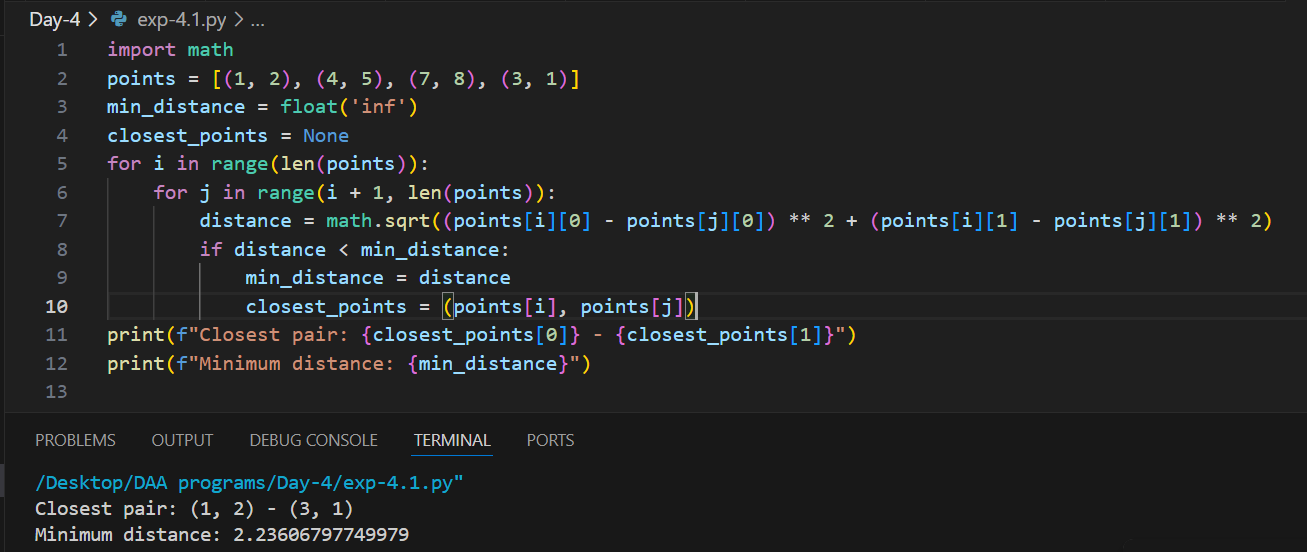 Day-4 > exp-4.1.py > ...
1 import math
2 points = [(1, 2), (4, 5), (7, 8), (3, 1)]
3 min_distance = float('inf')
4 closest_points = None
5 for i in range(len(points)):
6     for j in range(i + 1, len(points)):
7         distance = math.sqrt((points[i][0] - points[j][0]) ** 2 + (points[i][1] - points[j][1]) ** 2)
8         if distance < min_distance:
9             min_distance = distance
10             closest_points = (points[i], points[j])
11 print(f"Closest pair: {closest_points[0]} - {closest_points[1]}")
12 print(f"Minimum distance: {min_distance}")
13
PROBLEMS OUTPUT DEBUG CONSOLE TERMINAL PORTS
/Desktop/DAA programs/Day-4/exp-4.1.py"
Closest pair: (1, 2) - (3, 1)
Minimum distance: 2.23606797749979